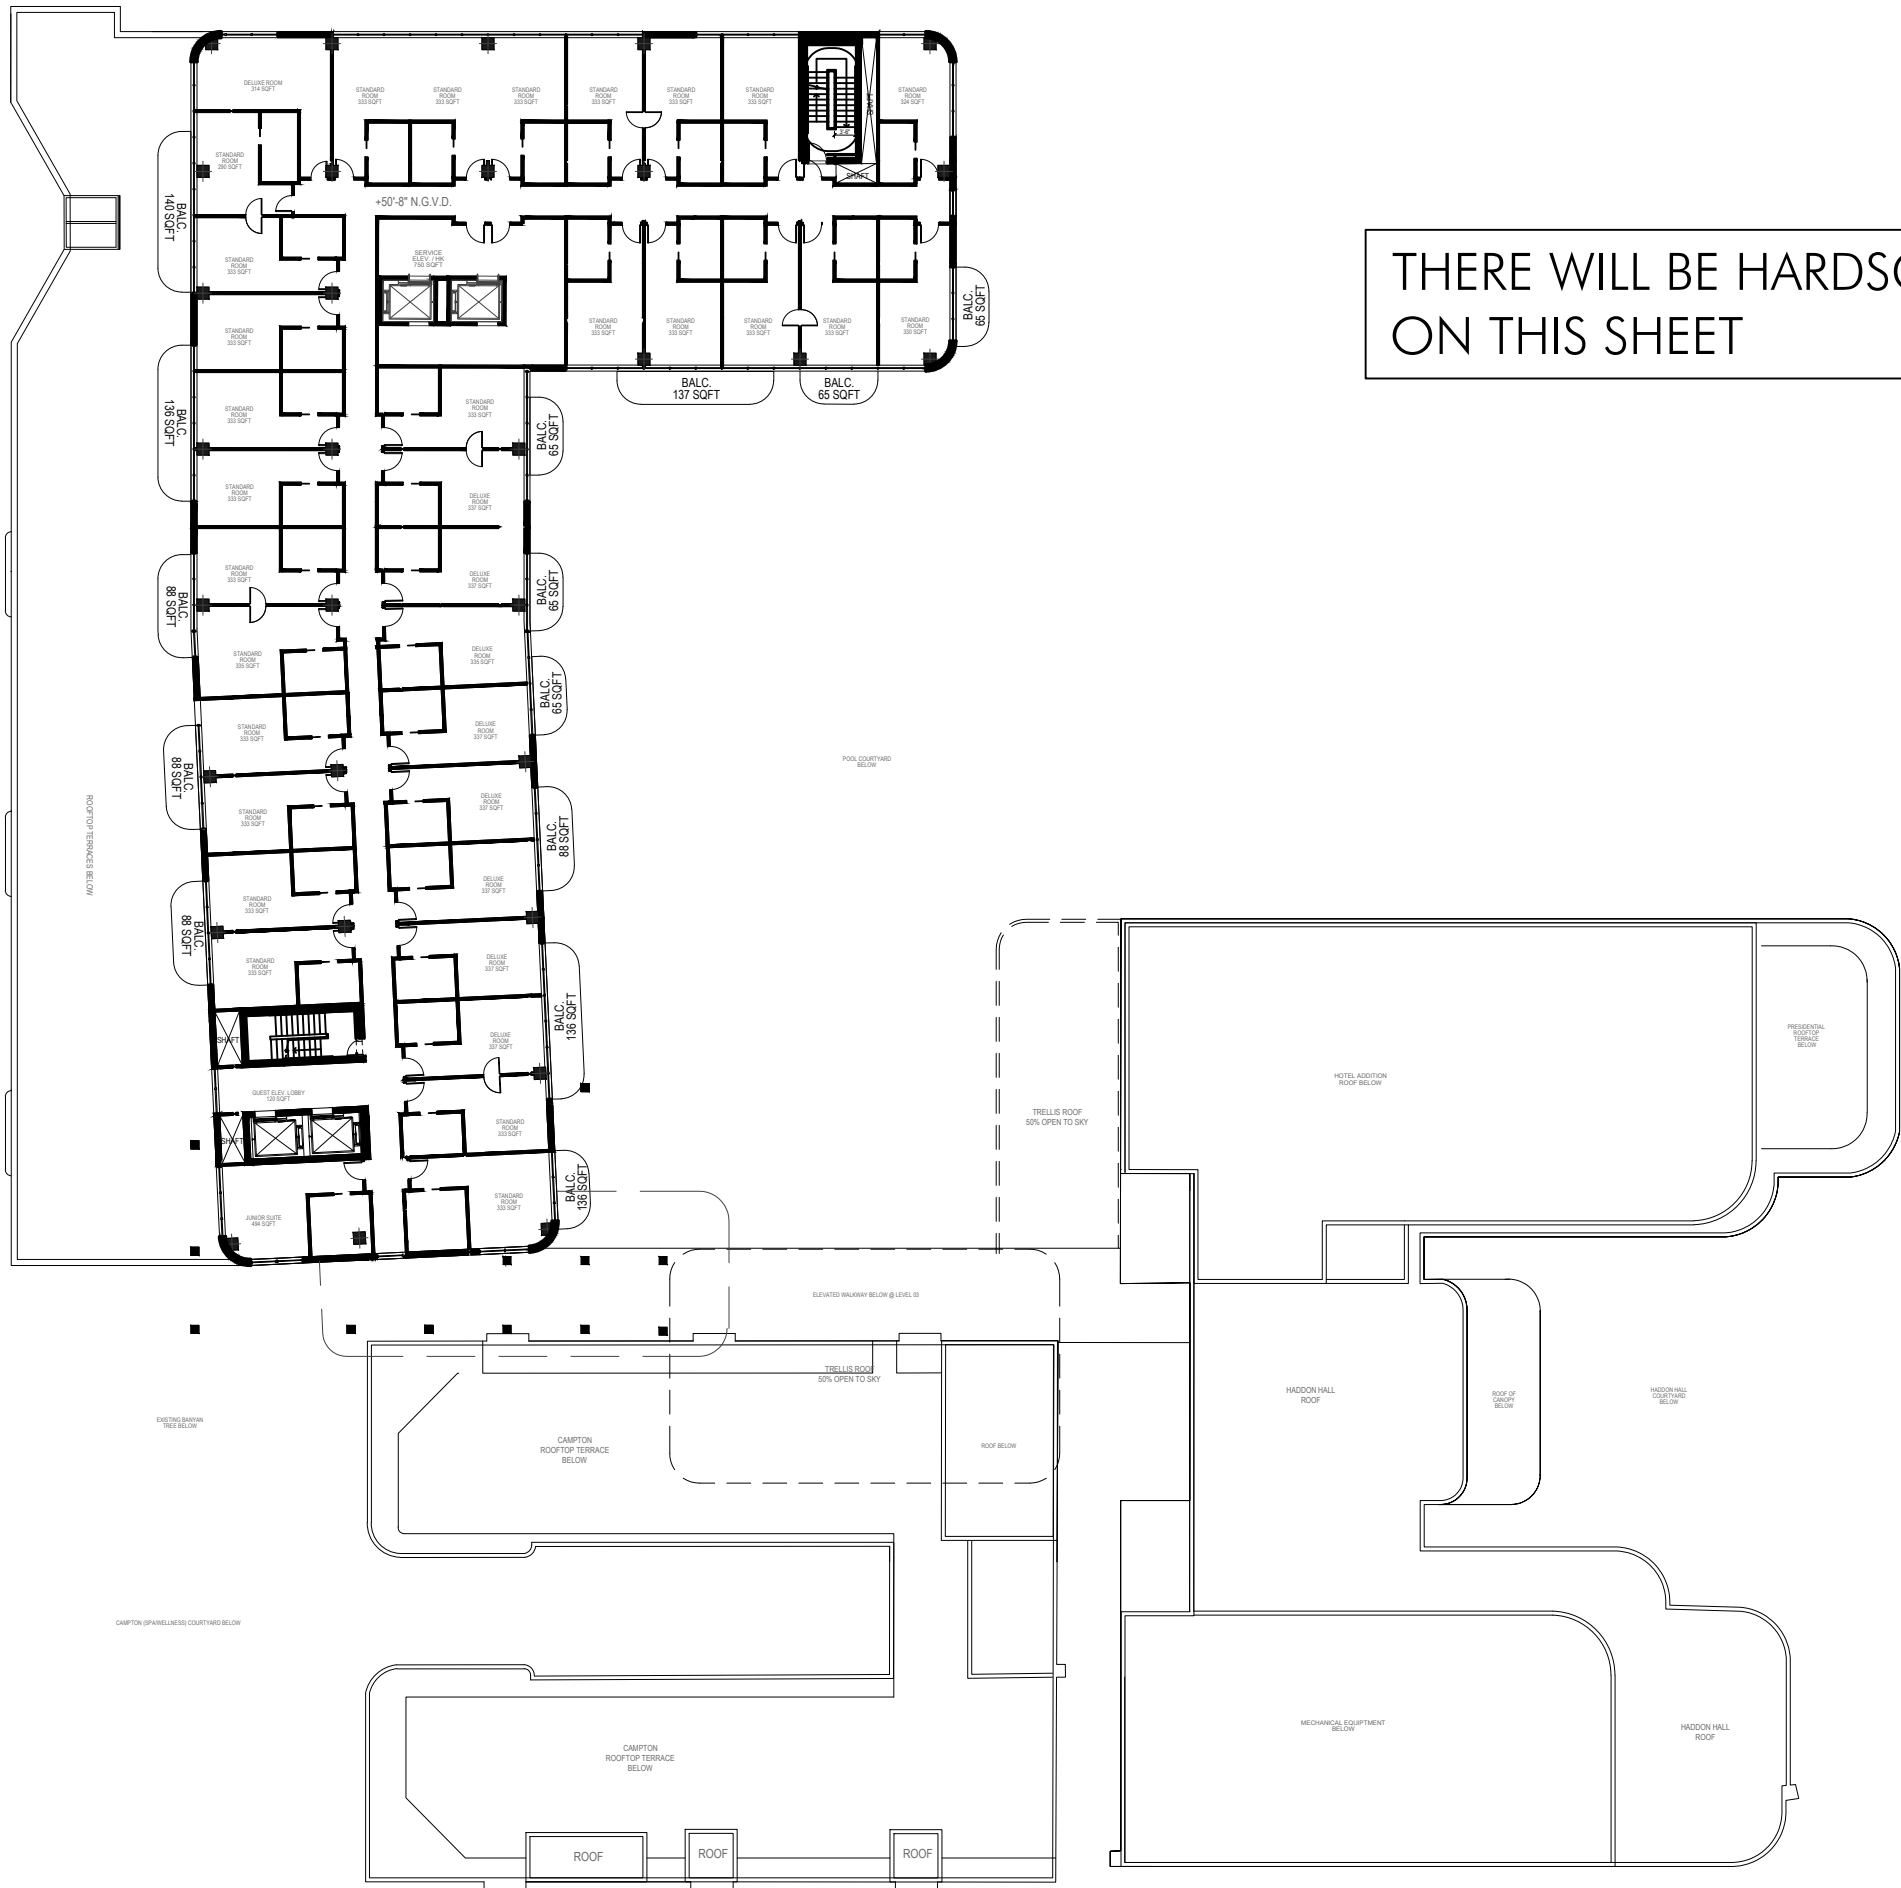 DELUXE ROOM
314 SQFT
STANDARD
ROOM
333 SQFT
STANDARD
ROOM
333 SQFT
STANDARD
ROOM
333 SQFT
STANDARD
ROOM
333 SQFT
STANDARD
ROOM
333 SQFT
STANDARD
ROOM
333 SQFT
3'-6"
SHAFT
STANDARD
ROOM
324 SQFT
STANDARD
ROOM
290 SQFT
BALC.
140 SQFT
+50'-8" N.G.V.D.
SERVICE
ELEV. / HK
750 SQFT
STANDARD
ROOM
333 SQFT
STANDARD
ROOM
333 SQFT
STANDARD
ROOM
333 SQFT
STANDARD
ROOM
333 SQFT
STANDARD
ROOM
333 SQFT
STANDARD
ROOM
330 SQFT
BALC.
65 SQFT
THERE WILL BE HARDSC
ON THIS SHEET
BALC.
137 SQFT
BALC.
65 SQFT
STANDARD
ROOM
333 SQFT
BALC.
136 SQFT
STANDARD
ROOM
333 SQFT
STANDARD
ROOM
333 SQFT
BALC.
65 SQFT
STANDARD
ROOM
333 SQFT
DELUXE
ROOM
337 SQFT
STANDARD
ROOM
333 SQFT
DELUXE
ROOM
337 SQFT
BALC.
88 SQFT
BALC.
65 SQFT
STANDARD
ROOM
335 SQFT
DELUXE
ROOM
335 SQFT
BALC.
65 SQFT
STANDARD
ROOM
333 SQFT
DELUXE
ROOM
337 SQFT
BALC.
88 SQFT
POOL COURTYARD
BELOW
STANDARD
ROOM
333 SQFT
DELUXE
ROOM
337 SQFT
BALC.
88 SQFT
ROOFTOP TERRACES BELOW
DELUXE
ROOM
337 SQFT
STANDARD
ROOM
333 SQFT
BALC.
88 SQFT
STANDARD
ROOM
333 SQFT
DELUXE
ROOM
337 SQFT
BALC.
136 SQFT
SHAFT
DELUXE
ROOM
337 SQFT
GUEST ELEV. LOBBY
120 SQFT
SHAFT
STANDARD
ROOM
333 SQFT
JUNIOR SUITE
494 SQFT
STANDARD
ROOM
333 SQFT
BALC.
136 SQFT
PRESIDENTIAL
ROOFTOP
TERRACE
BELOW
HOTEL ADDITION
ROOF BELOW
TRELLIS ROOF
50% OPEN TO SKY
ELEVATED WALKWAY BELOW @ LEVEL 03
TRELLIS ROOF
50% OPEN TO SKY
HADDON HALL
ROOF
ROOF OF
CANOPY
BELOW
HADDON HALL
COURTYARD
BELOW
EXISTING BANYAN
TREE BELOW
CAMPTON
ROOFTOP TERRACE
BELOW
ROOF BELOW
CAMPTON (SPA/WELLNESS) COURTYARD BELOW
MECHANICAL EQUIPTMENT
BELOW
HADDON HALL
ROOF
CAMPTON
ROOFTOP TERRACE
BELOW
ROOF
ROOF
ROOF